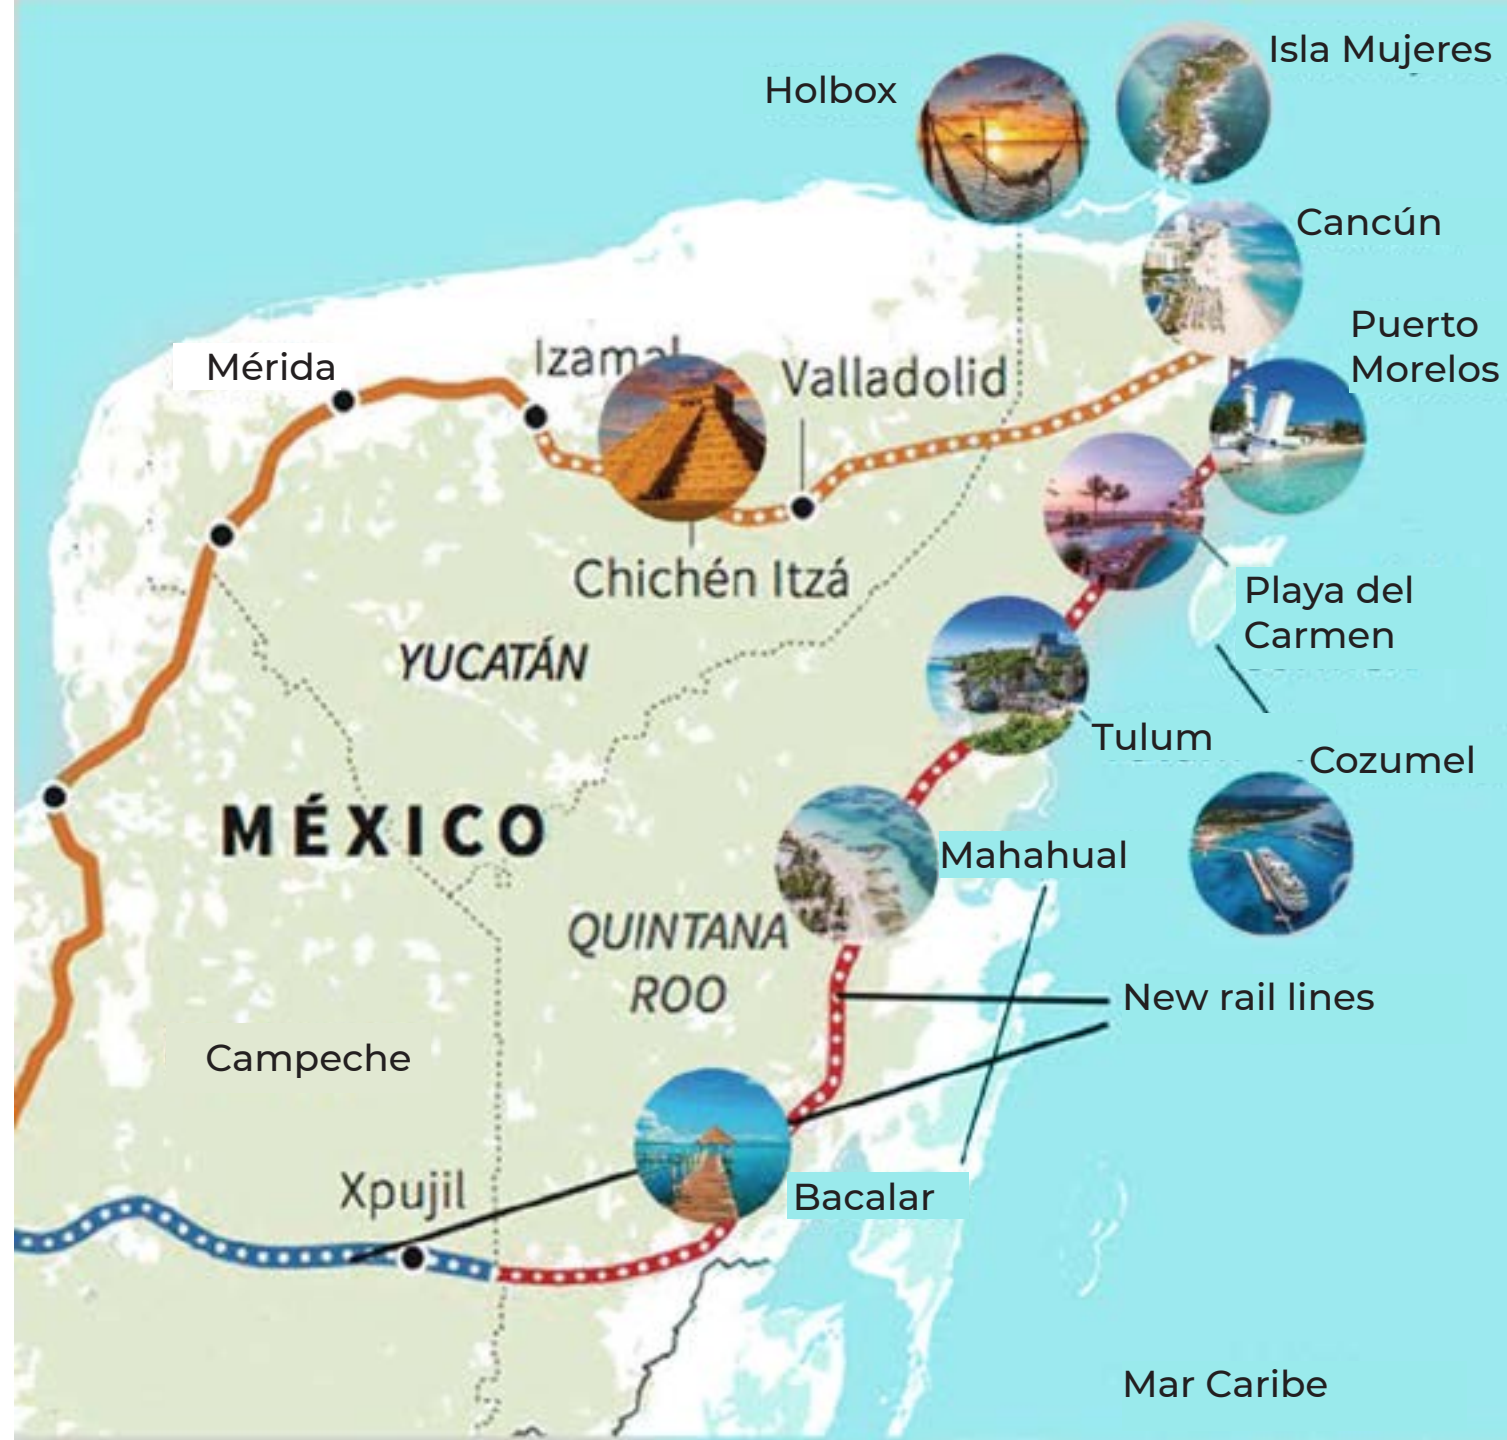 Isla Mujeres
Holbox
Cancún
Puerto
Morelos
Izamal
Mérida
Valladolid
Chichén Itzá
Playa del
Carmen
YUCATÁN
Tulum
Cozumel
MÉXICO
Mahahual
QUINTANA
ROO
New rail lines
Campeche
Xpujil
Bacalar
Mar Caribe